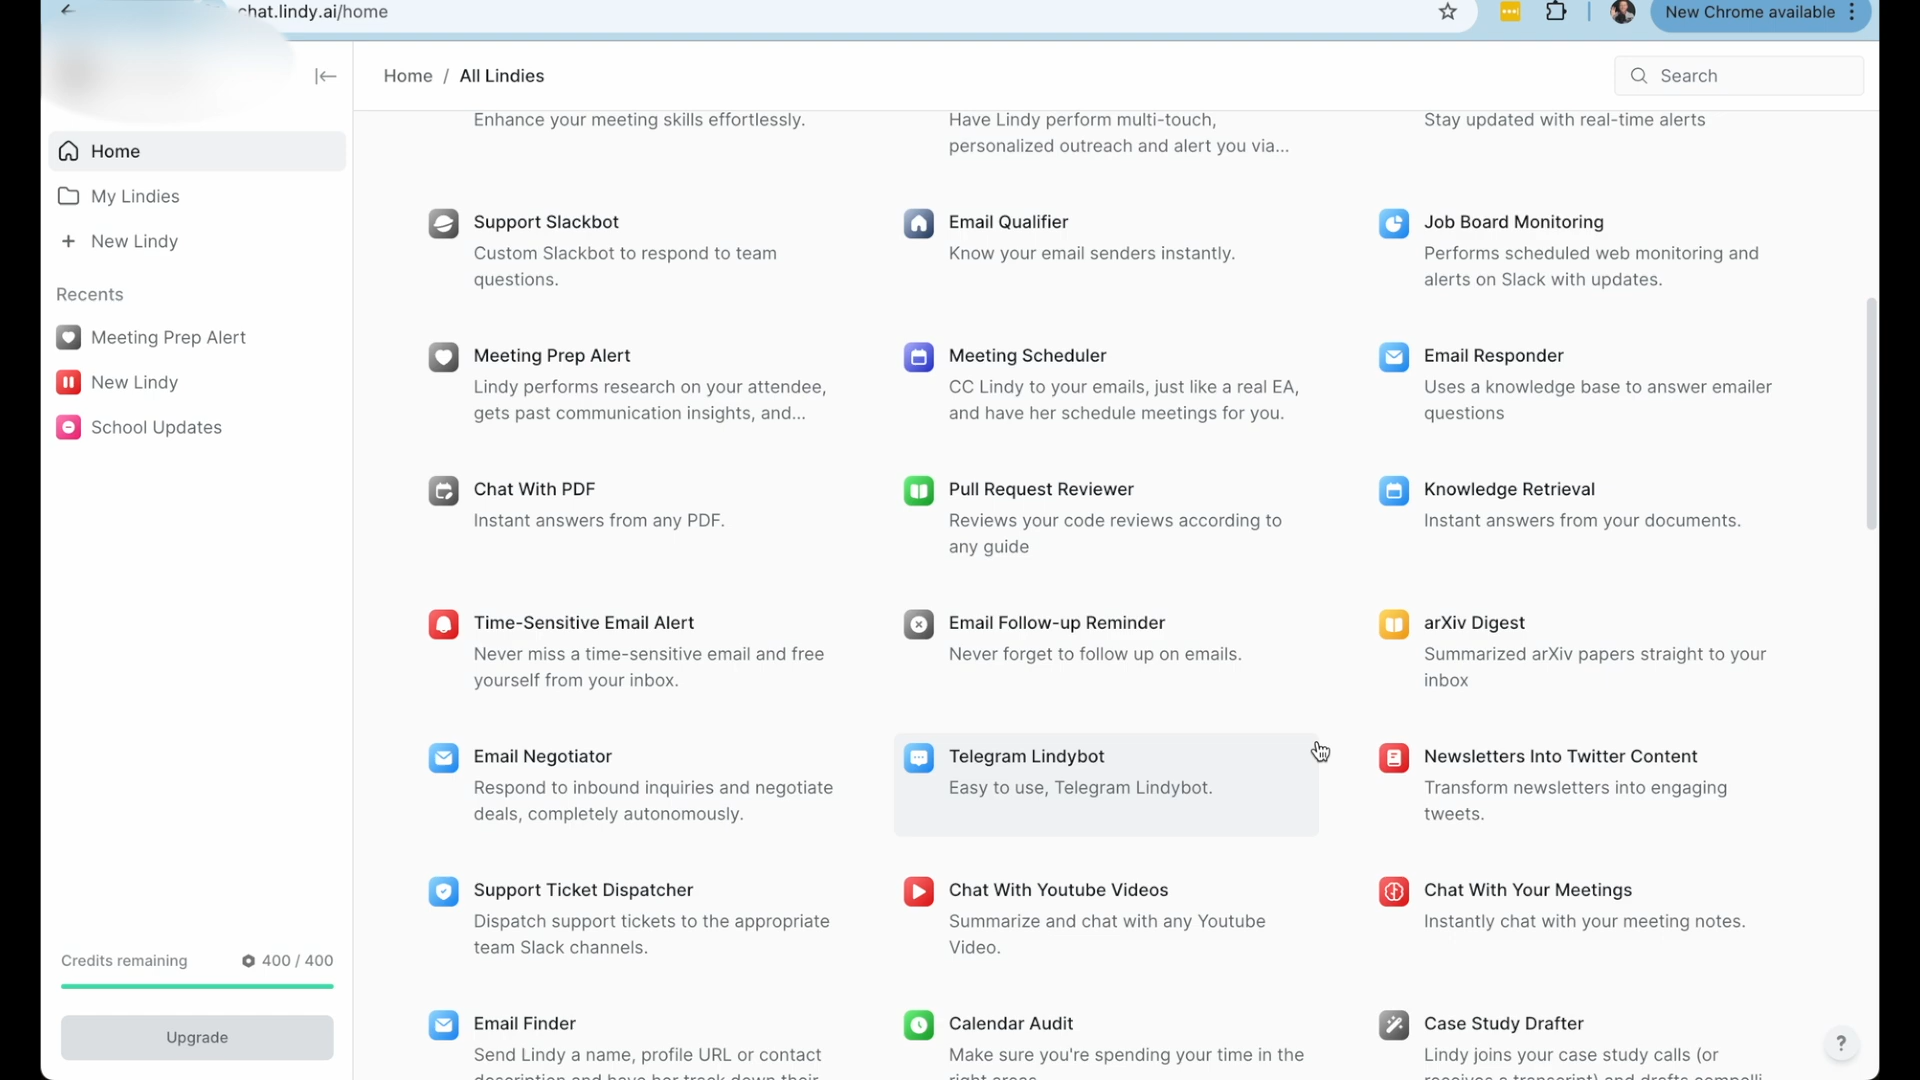 chat.lindy.ai/home
New Chrome available
Home / All Lindies
Search
Home
My Lindies
New Lindy
Recents
Meeting Prep Alert
New Lindy
School Updates
Credits remaining
400 / 400
Upgrade
Enhance your meeting skills effortlessly.
Have Lindy perform multi-touch,
personalized outreach and alert you via...
Stay updated with real-time alerts
Support Slackbot
Custom Slackbot to respond to team
questions.
Email Qualifier
Know your email senders instantly.
Job Board Monitoring
Performs scheduled web monitoring and
alerts on Slack with updates.
Meeting Prep Alert
Lindy performs research on your attendee,
gets past communication insights, and...
Meeting Scheduler
CC Lindy to your emails, just like a real EA,
and have her schedule meetings for you.
Email Responder
Uses a knowledge base to answer emailer
questions
Chat With PDF
Instant answers from any PDF.
Pull Request Reviewer
Reviews your code reviews according to
any guide
Knowledge Retrieval
Instant answers from your documents.
Time-Sensitive Email Alert
Never miss a time-sensitive email and free
yourself from your inbox.
Email Follow-up Reminder
Never forget to follow up on emails.
arXiv Digest
Summarized arXiv papers straight to your
inbox
Email Negotiator
Respond to inbound inquiries and negotiate
deals, completely autonomously.
Telegram Lindybot
Easy to use, Telegram Lindybot.
Newsletters Into Twitter Content
Transform newsletters into engaging
tweets.
Support Ticket Dispatcher
Dispatch support tickets to the appropriate
team Slack channels.
Chat With Youtube Videos
Summarize and chat with any Youtube
Video.
Chat With Your Meetings
Instantly chat with your meeting notes.
Email Finder
Send Lindy a name, profile URL or contact
description and have her track down their
Calendar Audit
Make sure you're spending your time in the
right areas
Case Study Drafter
Lindy joins your case study calls (or
receives a transcript) and drafts compelli
?